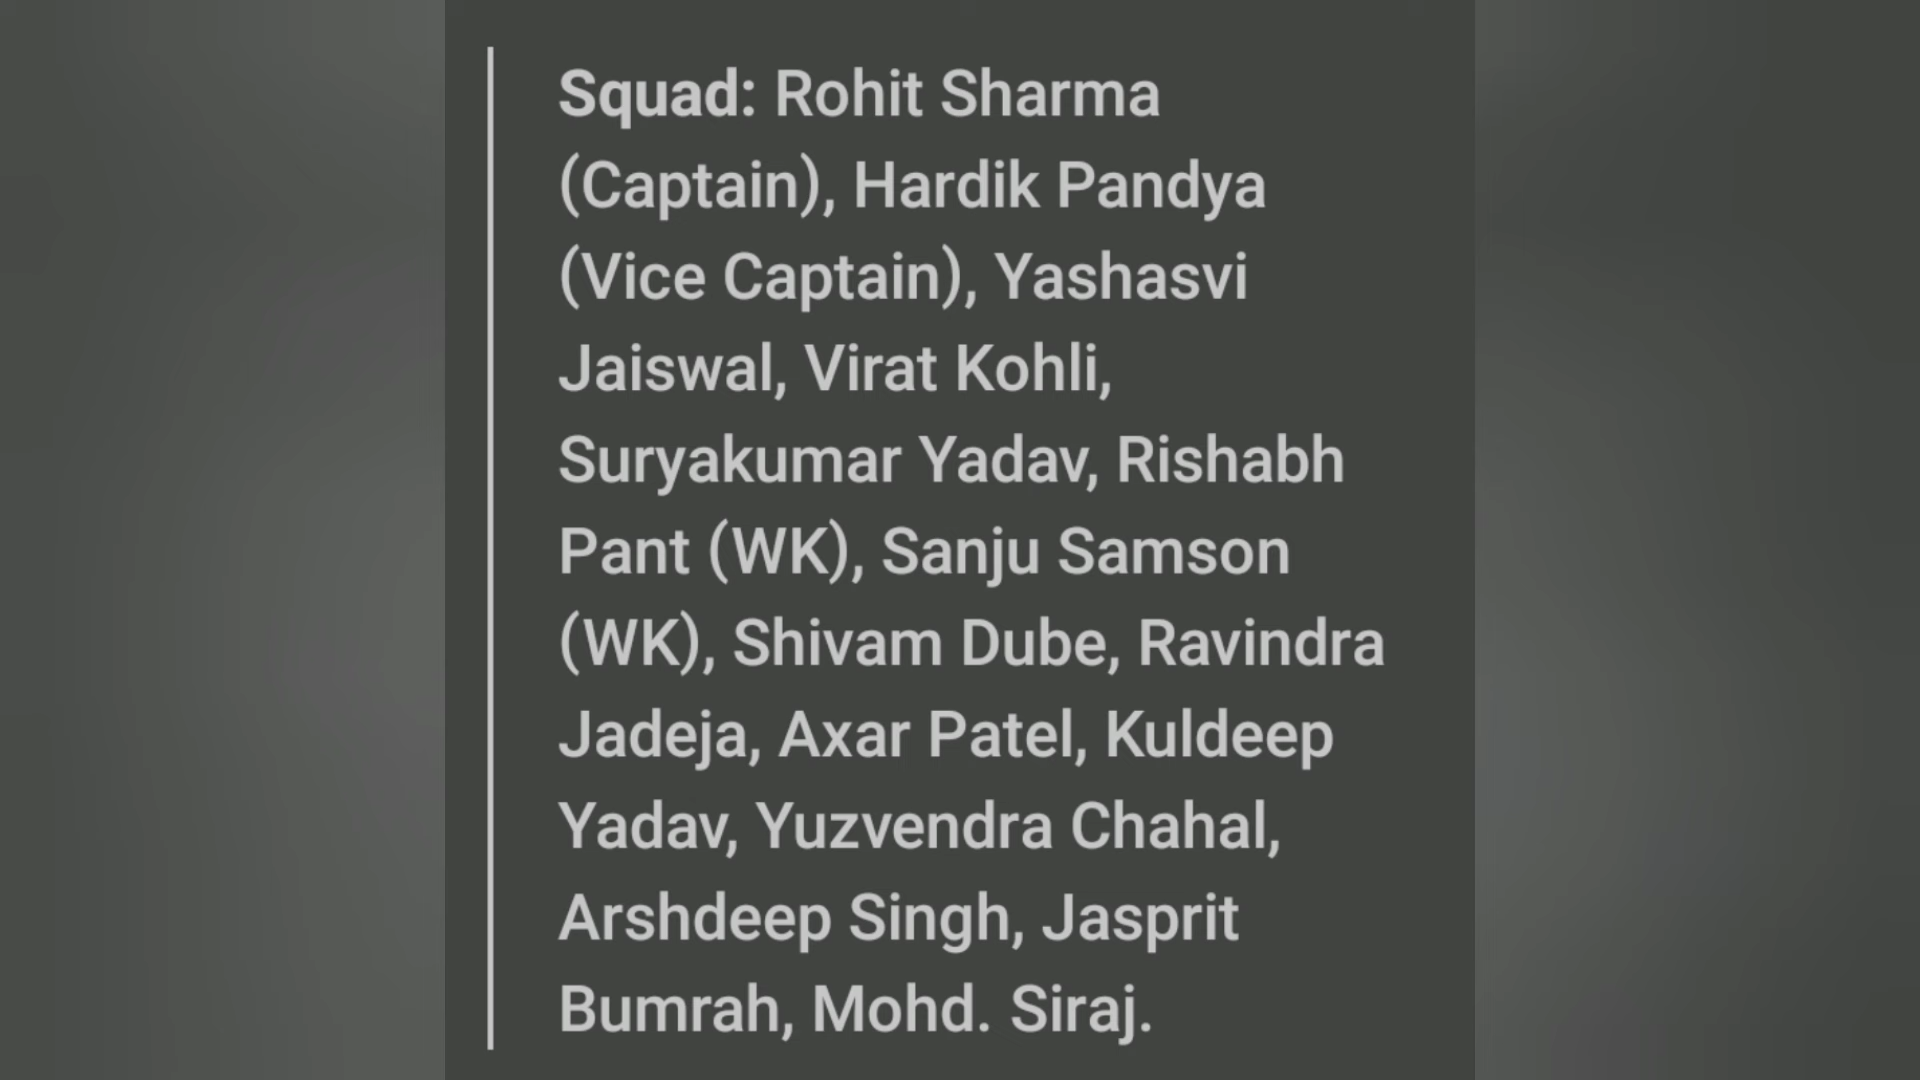 Squad: Rohit Sharma
(Captain), Hardik Pandya
(Vice Captain), Yashasvi
Jaiswal, Virat Kohli,
Suryakumar Yadav, Rishabh
Pant (WK), Sanju Samson
(WK), Shivam Dube, Ravindra
Jadeja, Axar Patel, Kuldeep
Yadav, Yuzvendra Chahal,
Arshdeep Singh, Jasprit
Bumrah, Mohd. Siraj.